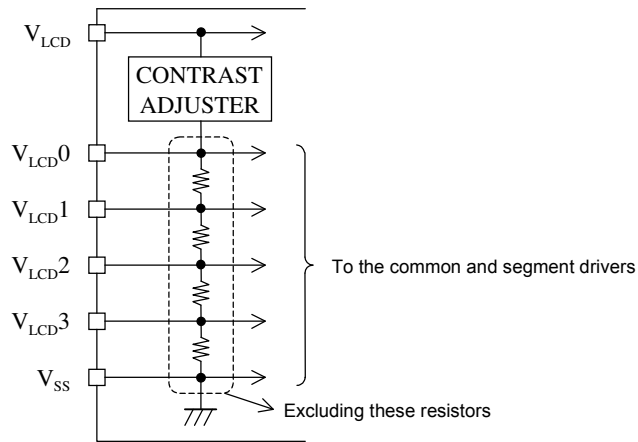 V_LCD
CONTRAST
ADJUSTER
V_LCD0
V_LCD1
V_LCD2
To the common and segment drivers
V_LCD3
V_SS
Excluding these resistors